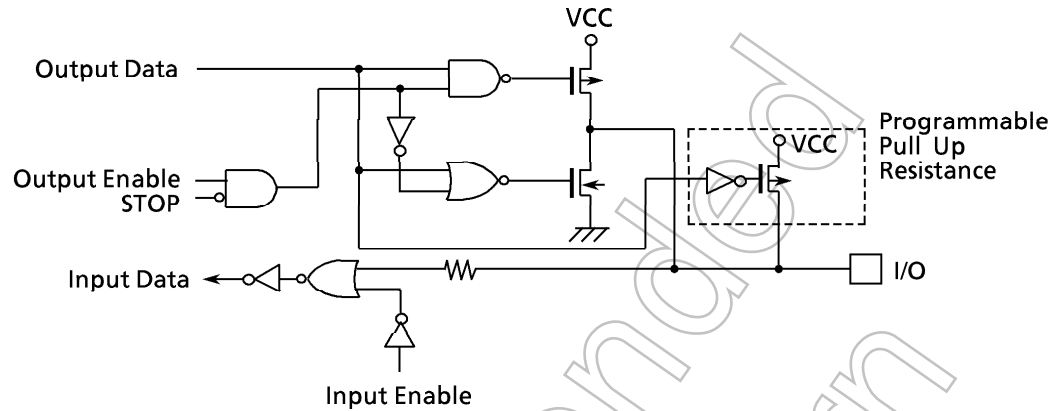 VCC
Output Data
Programmable
Pull Up
Resistance
VCC
Output Enable
STOP
Input Data
I/O
Input Enable